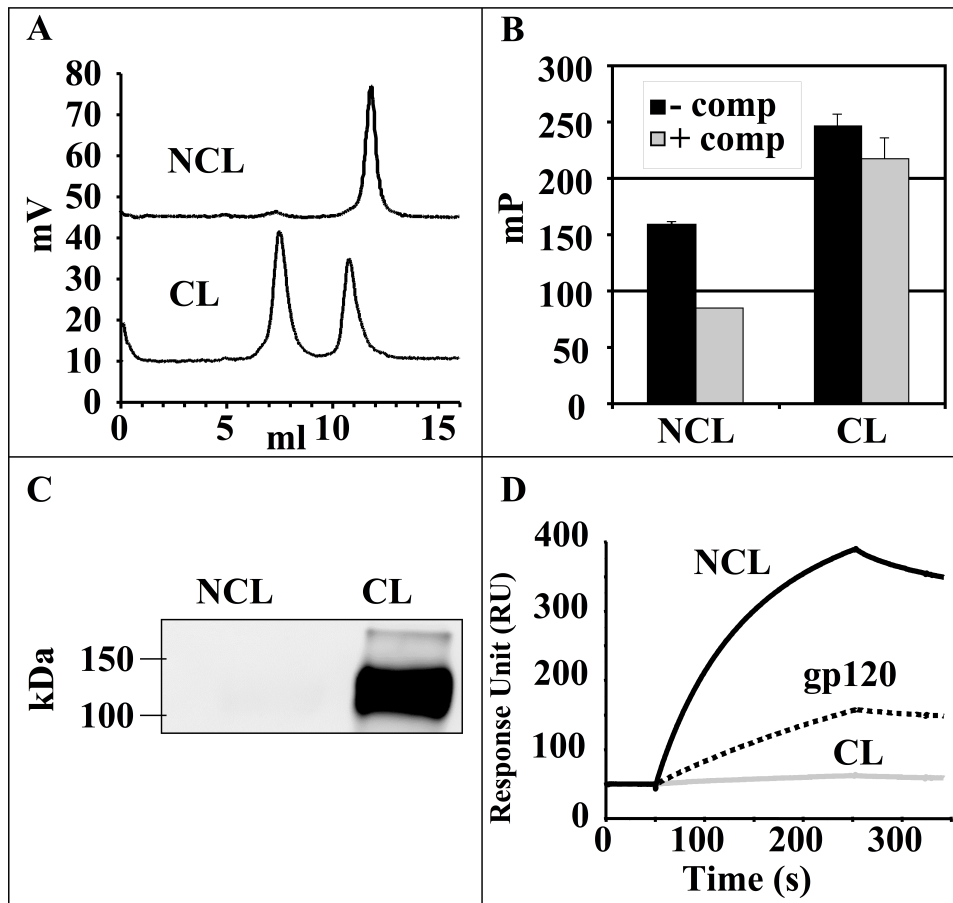 A
80
70
60
50
40
30
20
10
0
mV
NCL
CL
0 5 10 15
ml
B
300
250
200
150
100
50
0
mP
- comp
+ comp
NCL CL
C
NCL CL
kDa
150
100
D
400
300
400
200
100
0
Response Unit (RU)
NCL
gp120
CL
0 100 200 300
Time (s)